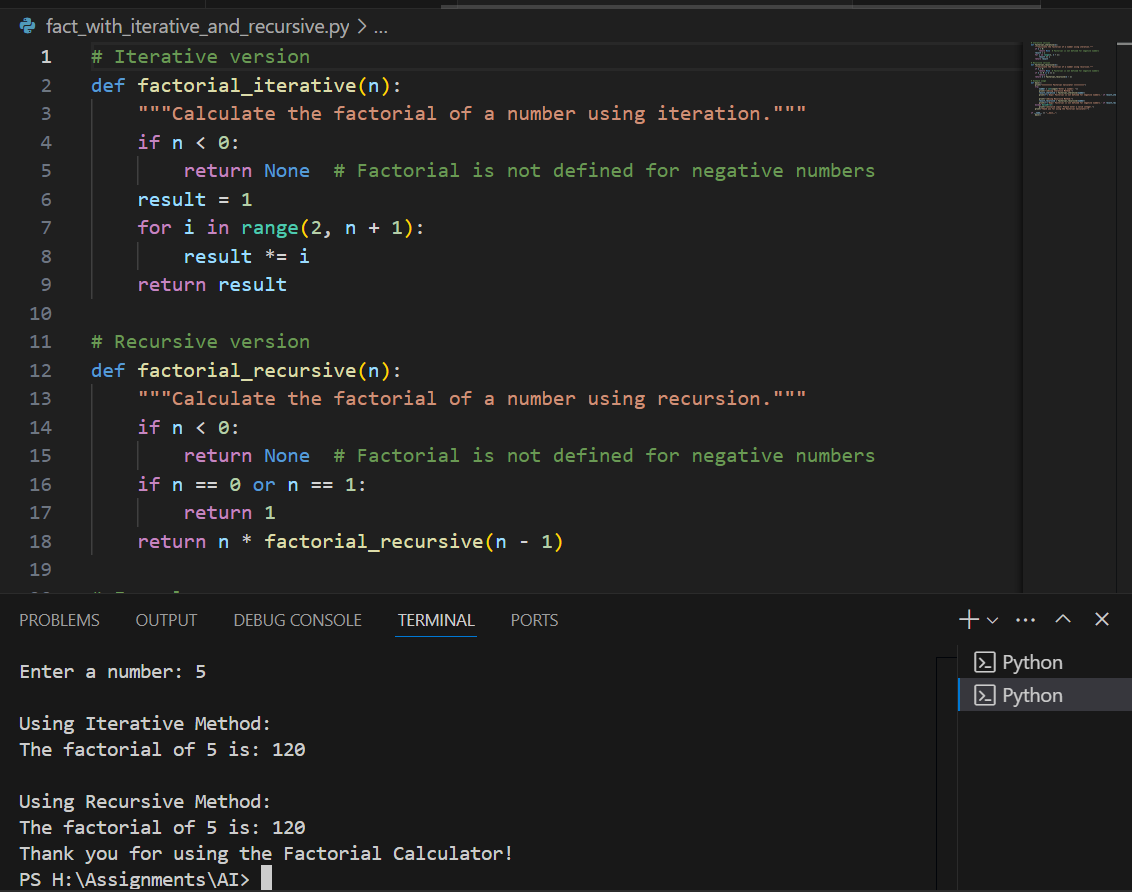 fact_with_iterative_and_recursive.py > ...
1 # Iterative version
2 def factorial_iterative(n):
3     """Calculate the factorial of a number using iteration."""
4     if n < 0:
5         return None  # Factorial is not defined for negative numbers
6     result = 1
7     for i in range(2, n + 1):
8         result *= i
9     return result
10
11 # Recursive version
12 def factorial_recursive(n):
13     """Calculate the factorial of a number using recursion."""
14     if n < 0:
15         return None  # Factorial is not defined for negative numbers
16     if n == 0 or n == 1:
17         return 1
18     return n * factorial_recursive(n - 1)
19
PROBLEMS OUTPUT DEBUG CONSOLE TERMINAL PORTS
Enter a number: 5
Using Iterative Method:
The factorial of 5 is: 120
Using Recursive Method:
The factorial of 5 is: 120
Thank you for using the Factorial Calculator!
PS H:\Assignments\AI>
Python
Python